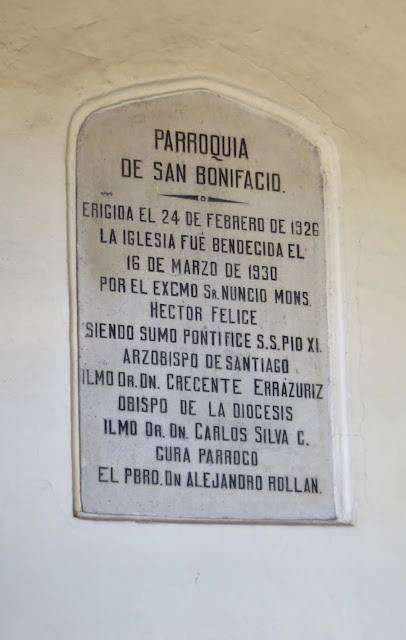 PARROQUIA
DE SAN BONIFACIO.
ERIGIDA EL 24 DE FEBRERO DE 1926
LA IGLESIA FUÉ BENDECIDA EL
16 DE MARZO DE 1930
POR EL EXCMO SR. NUNCIO MONS.
HECTOR FELICE
SIENDO SUMO PONTIFICE S.S. PIO XI.
ARZOBISPO DE SANTIAGO
ILMO DR. DN. CRECENTE ERRÁZURIZ
OBISPO DE LA DIOCESIS
ILMO DR. DN. CARLOS SILVA C.
CURA PARROCO
EL PBRO. DN ALEJANDRO ROLLAN.